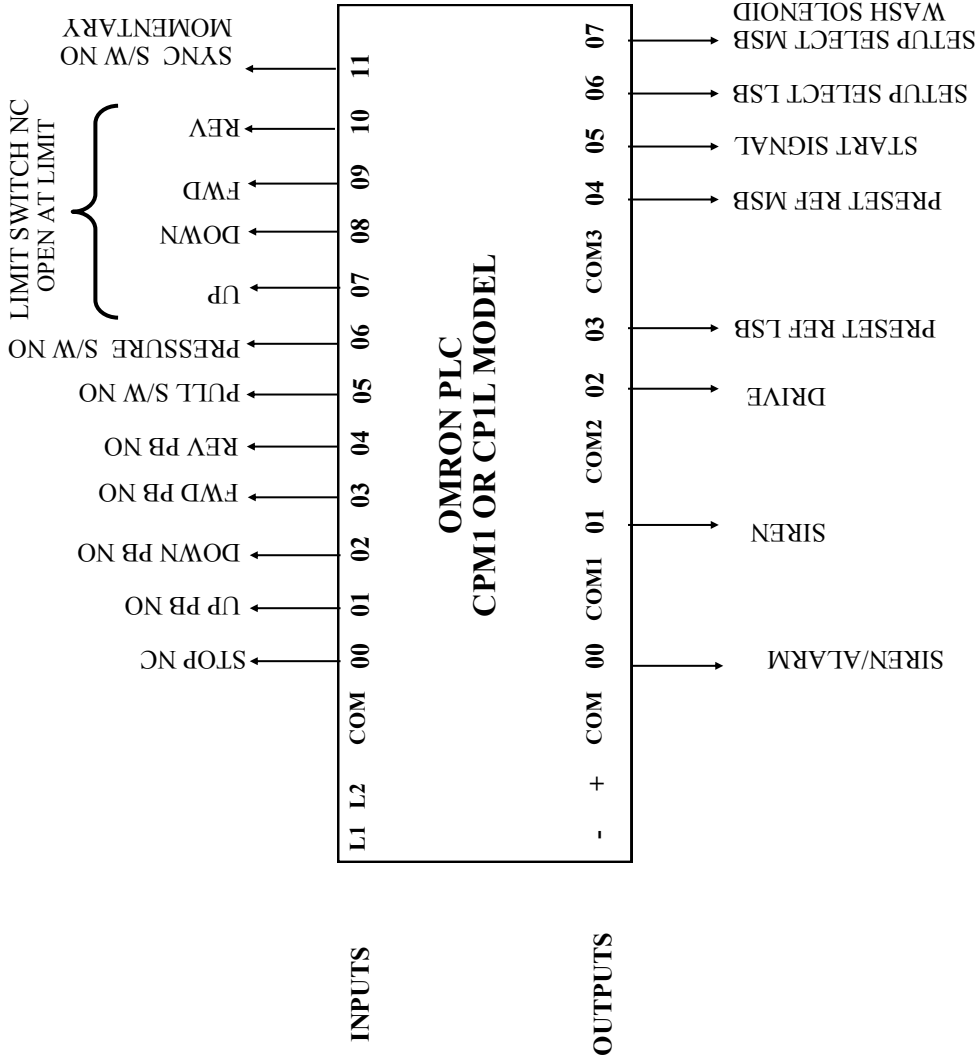 INPUTS
L1 L2 COM 00 01 02 03 04 05 06 07 08 09 10 11
STOP NC
UP PB NO
DOWN PB NO
FWD PB NO
REV PB NO
PULL S/W NO
PRESSURE S/W NO
UP
DOWN
FWD
REV
LIMIT SWITCH NC
OPEN AT LIMIT
SYNC S/W NO
MOMENTARY
OMRON PLC
CPM1 OR CP1L MODEL
OUTPUTS
- + COM 00 COM1 01 COM2 02 03 COM3 04 05 06 07
SIREN/ALARM
SIREN
DRIVE
PRESET REF LSB
PRESET REF MSB
START SIGNAL
SETUP SELECT LSB
SETUP SELECT MSB
WASH SOLENOID